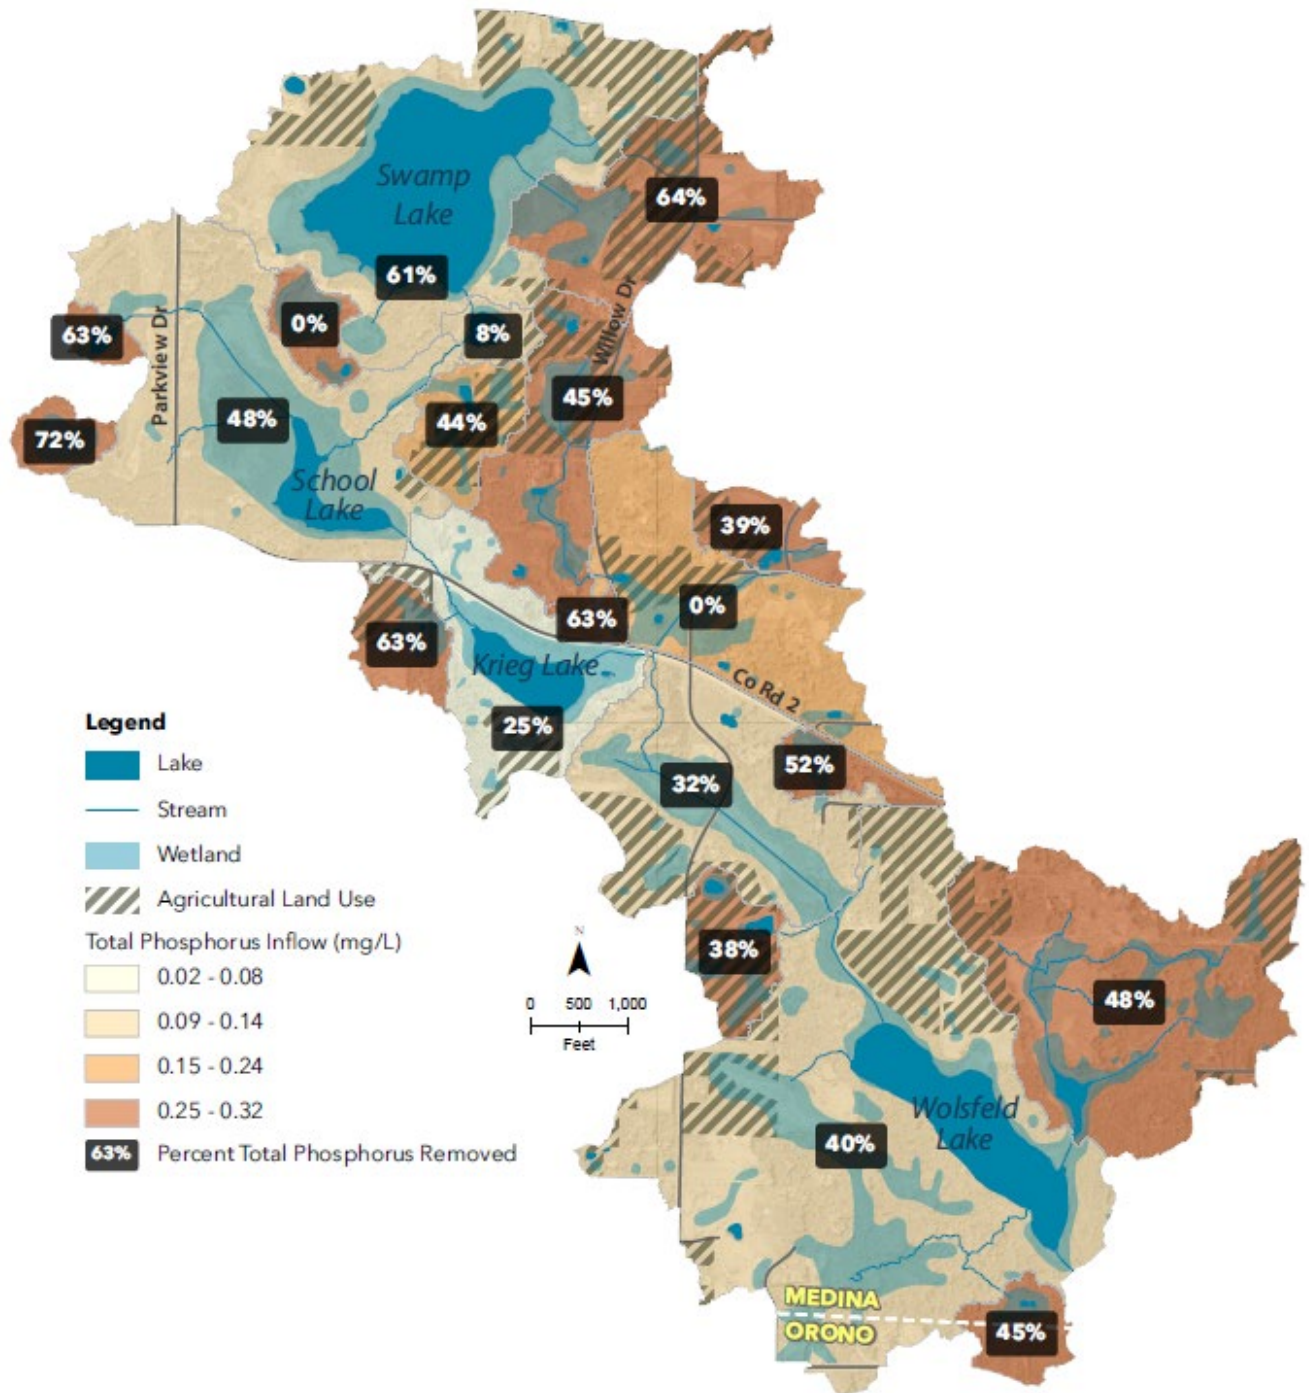 Swamp
Lake
64%
61%
0%
8%
63%
Parkview Dr
Willow Dr
45%
48%
44%
72%
School
Lake
39%
0%
63%
63%
Krieg Lake
Co Rd 2
25%
52%
32%
38%
48%
Wolsfeld
Lake
40%
MEDINA
ORONO
45%
Legend
Lake
Stream
Wetland
Agricultural Land Use
Total Phosphorus Inflow (mg/L)
0.02 - 0.08
0.09 - 0.14
0.15 - 0.24
0.25 - 0.32
63% Percent Total Phosphorus Removed
N
0 500 1,000
Feet